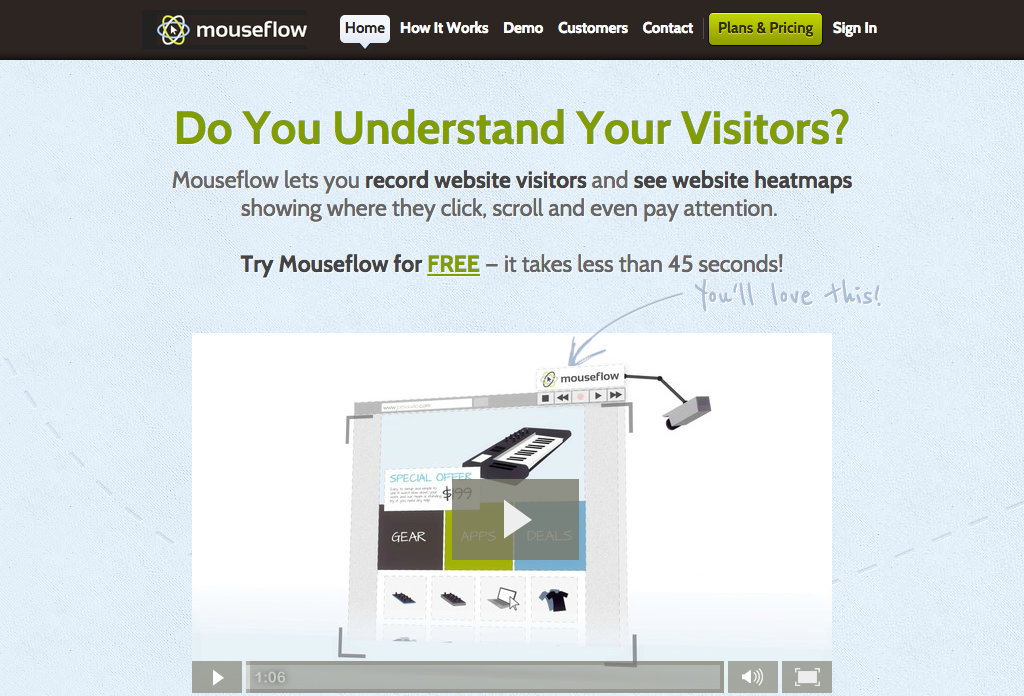 mouseflow
Home How It Works Demo Customers Contact Plans & Pricing Sign In
Do You Understand Your Visitors?
Mouseflow lets you record website visitors and see website heatmaps
showing where they click, scroll and even pay attention.
Try Mouseflow for FREE – it takes less than 45 seconds!
You'll love this!
mouseflow
SPECIAL OFFER
$199
GEAR APPS DEALS
1:06